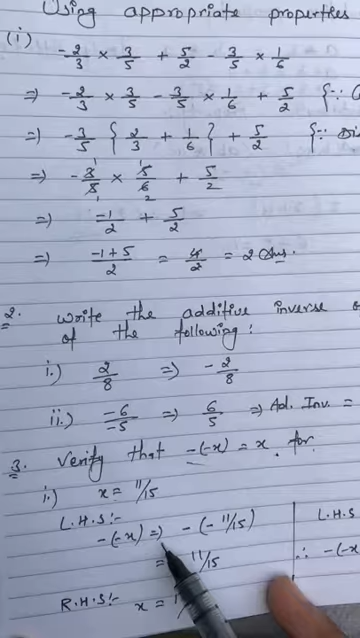 Using appropriate properties
(i) -2/3 × 3/5 + 5/2 - 3/5 × 1/6
=> -2/3 × 3/5 - 3/5 × 1/6 + 5/2 {∵
=> -3/5 { 2/3 + 1/6 } + 5/2 {∵
=> × 5/6 + 5/2
=> -1/2 + 5/2
=> -1+5/2 = 4/2 = 2 Ans.
2. Write the additive inverse
of the following:
i.) 2/8 => -2/8
ii.) -6/-5 => 6/5 => Ad. Inv. =
3. Verify that -(-x) = x. for
i.) x = 11/15
L.H.S:- L.H.S
-(-x) => -(-11/15) ∴ -(-x)
= 11/15
R.H.S:- x =